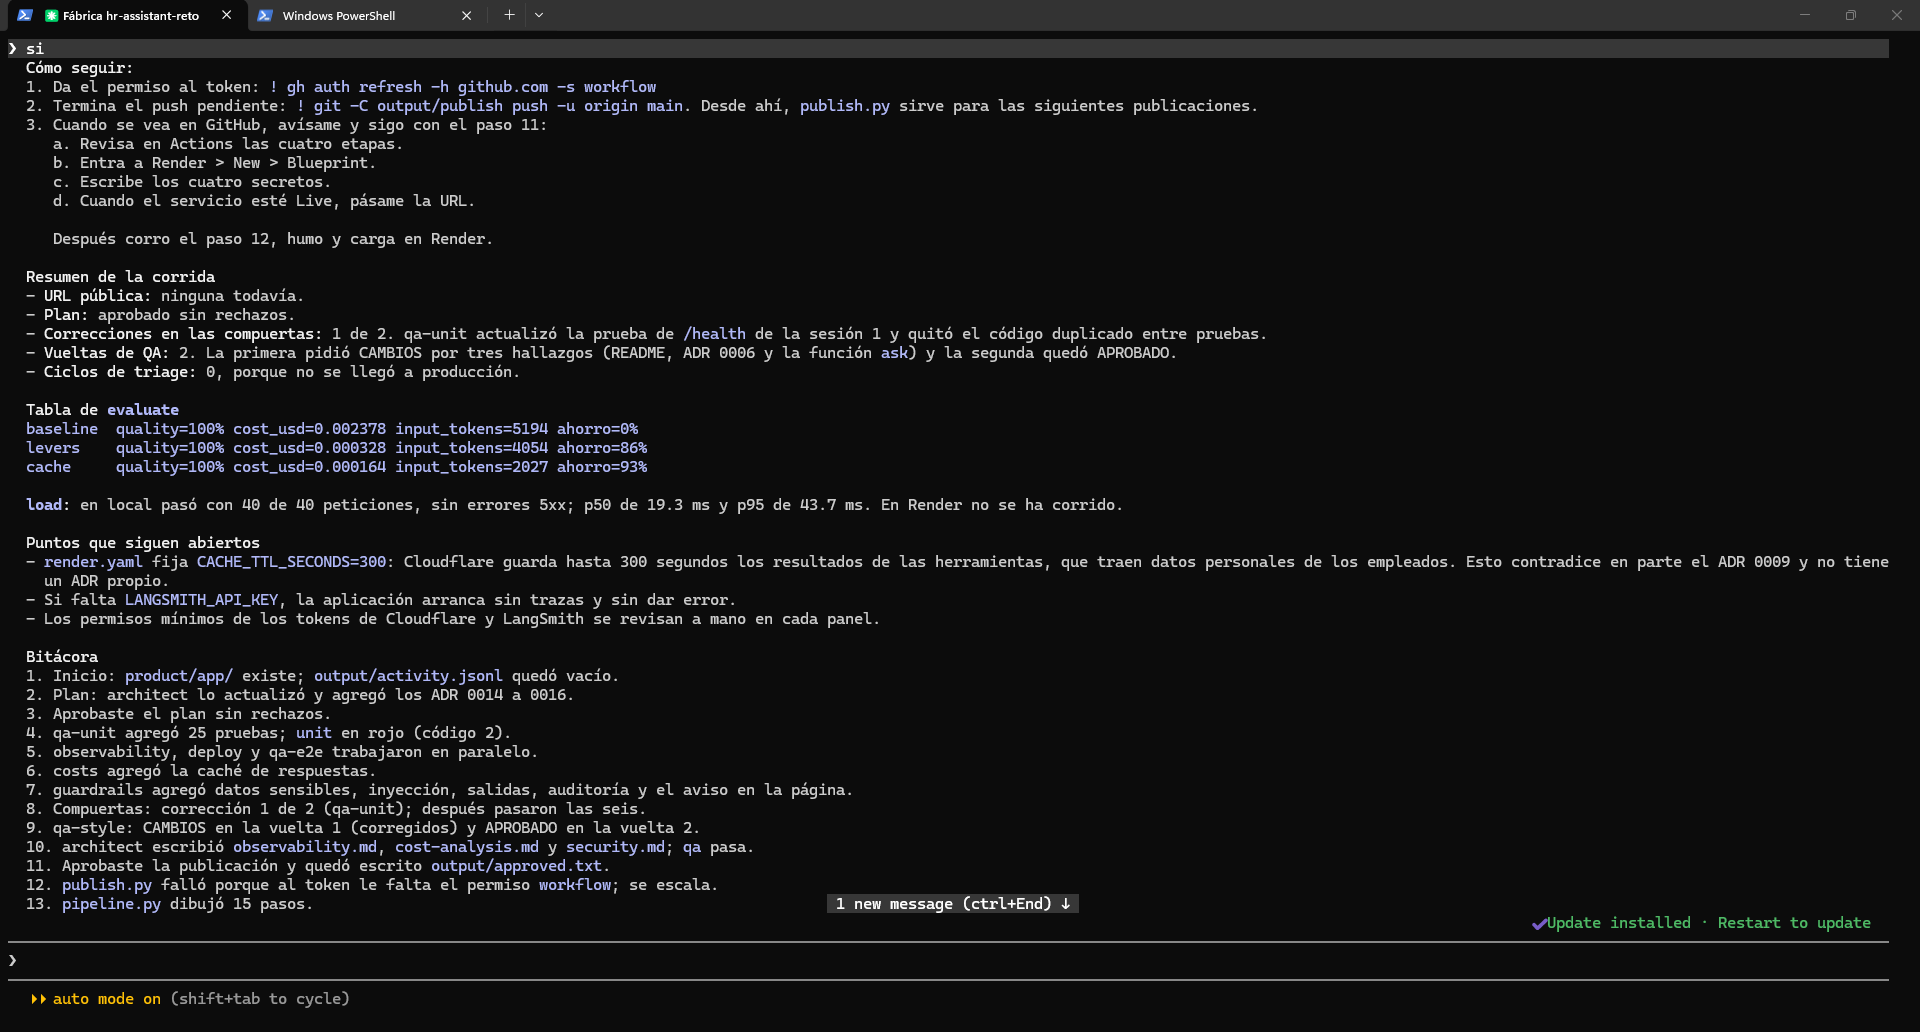 Fábrica hr-assistant-reto
Windows PowerShell
❯ si
Cómo seguir:
1. Da el permiso al token: ! gh auth refresh -h github.com -s workflow
2. Termina el push pendiente: ! git -C output/publish push -u origin main. Desde ahí, publish.py sirve para las siguientes publicaciones.
3. Cuando se vea en GitHub, avísame y sigo con el paso 11:
a. Revisa en Actions las cuatro etapas.
b. Entra a Render > New > Blueprint.
c. Escribe los cuatro secretos.
d. Cuando el servicio esté Live, pásame la URL.
Después corro el paso 12, humo y carga en Render.
Resumen de la corrida
- URL pública: ninguna todavía.
- Plan: aprobado sin rechazos.
- Correcciones en las compuertas: 1 de 2. qa-unit actualizó la prueba de /health de la sesión 1 y quitó el código duplicado entre pruebas.
- Vueltas de QA: 2. La primera pidió CAMBIOS por tres hallazgos (README, ADR 0006 y la función ask) y la segunda quedó APROBADO.
- Ciclos de triage: 0, porque no se llegó a producción.
Tabla de evaluate
baseline quality=100% cost_usd=0.002378 input_tokens=5194 ahorro=0%
levers quality=100% cost_usd=0.000328 input_tokens=4054 ahorro=86%
cache quality=100% cost_usd=0.000164 input_tokens=2027 ahorro=93%
load: en local pasó con 40 de 40 peticiones, sin errores 5xx; p50 de 19.3 ms y p95 de 43.7 ms. En Render no se ha corrido.
Puntos que siguen abiertos
- render.yaml fija CACHE_TTL_SECONDS=300: Cloudflare guarda hasta 300 segundos los resultados de las herramientas, que traen datos personales de los empleados. Esto contradice en parte el ADR 0009 y no tiene
un ADR propio.
- Si falta LANGSMITH_API_KEY, la aplicación arranca sin trazas y sin dar error.
- Los permisos mínimos de los tokens de Cloudflare y LangSmith se revisan a mano en cada panel.
Bitácora
1. Inicio: product/app/ existe; output/activity.jsonl quedó vacío.
2. Plan: architect lo actualizó y agregó los ADR 0014 a 0016.
3. Aprobaste el plan sin rechazos.
4. qa-unit agregó 25 pruebas; unit en rojo (código 2).
5. observability, deploy y qa-e2e trabajaron en paralelo.
6. costs agregó la caché de respuestas.
7. guardrails agregó datos sensibles, inyección, salidas, auditoría y el aviso en la página.
8. Compuertas: corrección 1 de 2 (qa-unit); después pasaron las seis.
9. qa-style: CAMBIOS en la vuelta 1 (corregidos) y APROBADO en la vuelta 2.
10. architect escribió observability.md, cost-analysis.md y security.md; qa pasa.
11. Aprobaste la publicación y quedó escrito output/approved.txt.
12. publish.py falló porque al token le falta el permiso workflow; se escala.
13. pipeline.py dibujó 15 pasos.
1 new message (ctrl+End) ↓
✔Update installed · Restart to update
❯
⏵⏵ auto mode on (shift+tab to cycle)